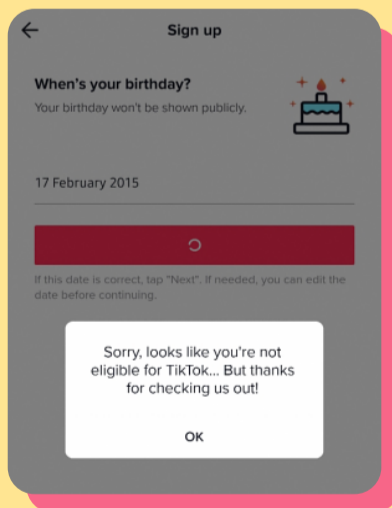 Sign up
When's your birthday?
Your birthday won't be shown publicly.
17 February 2015
If this date is correct, tap "Next". If needed, you can edit the
date before continuing.
Sorry, looks like you're not
eligible for TikTok... But thanks
for checking us out!
OK